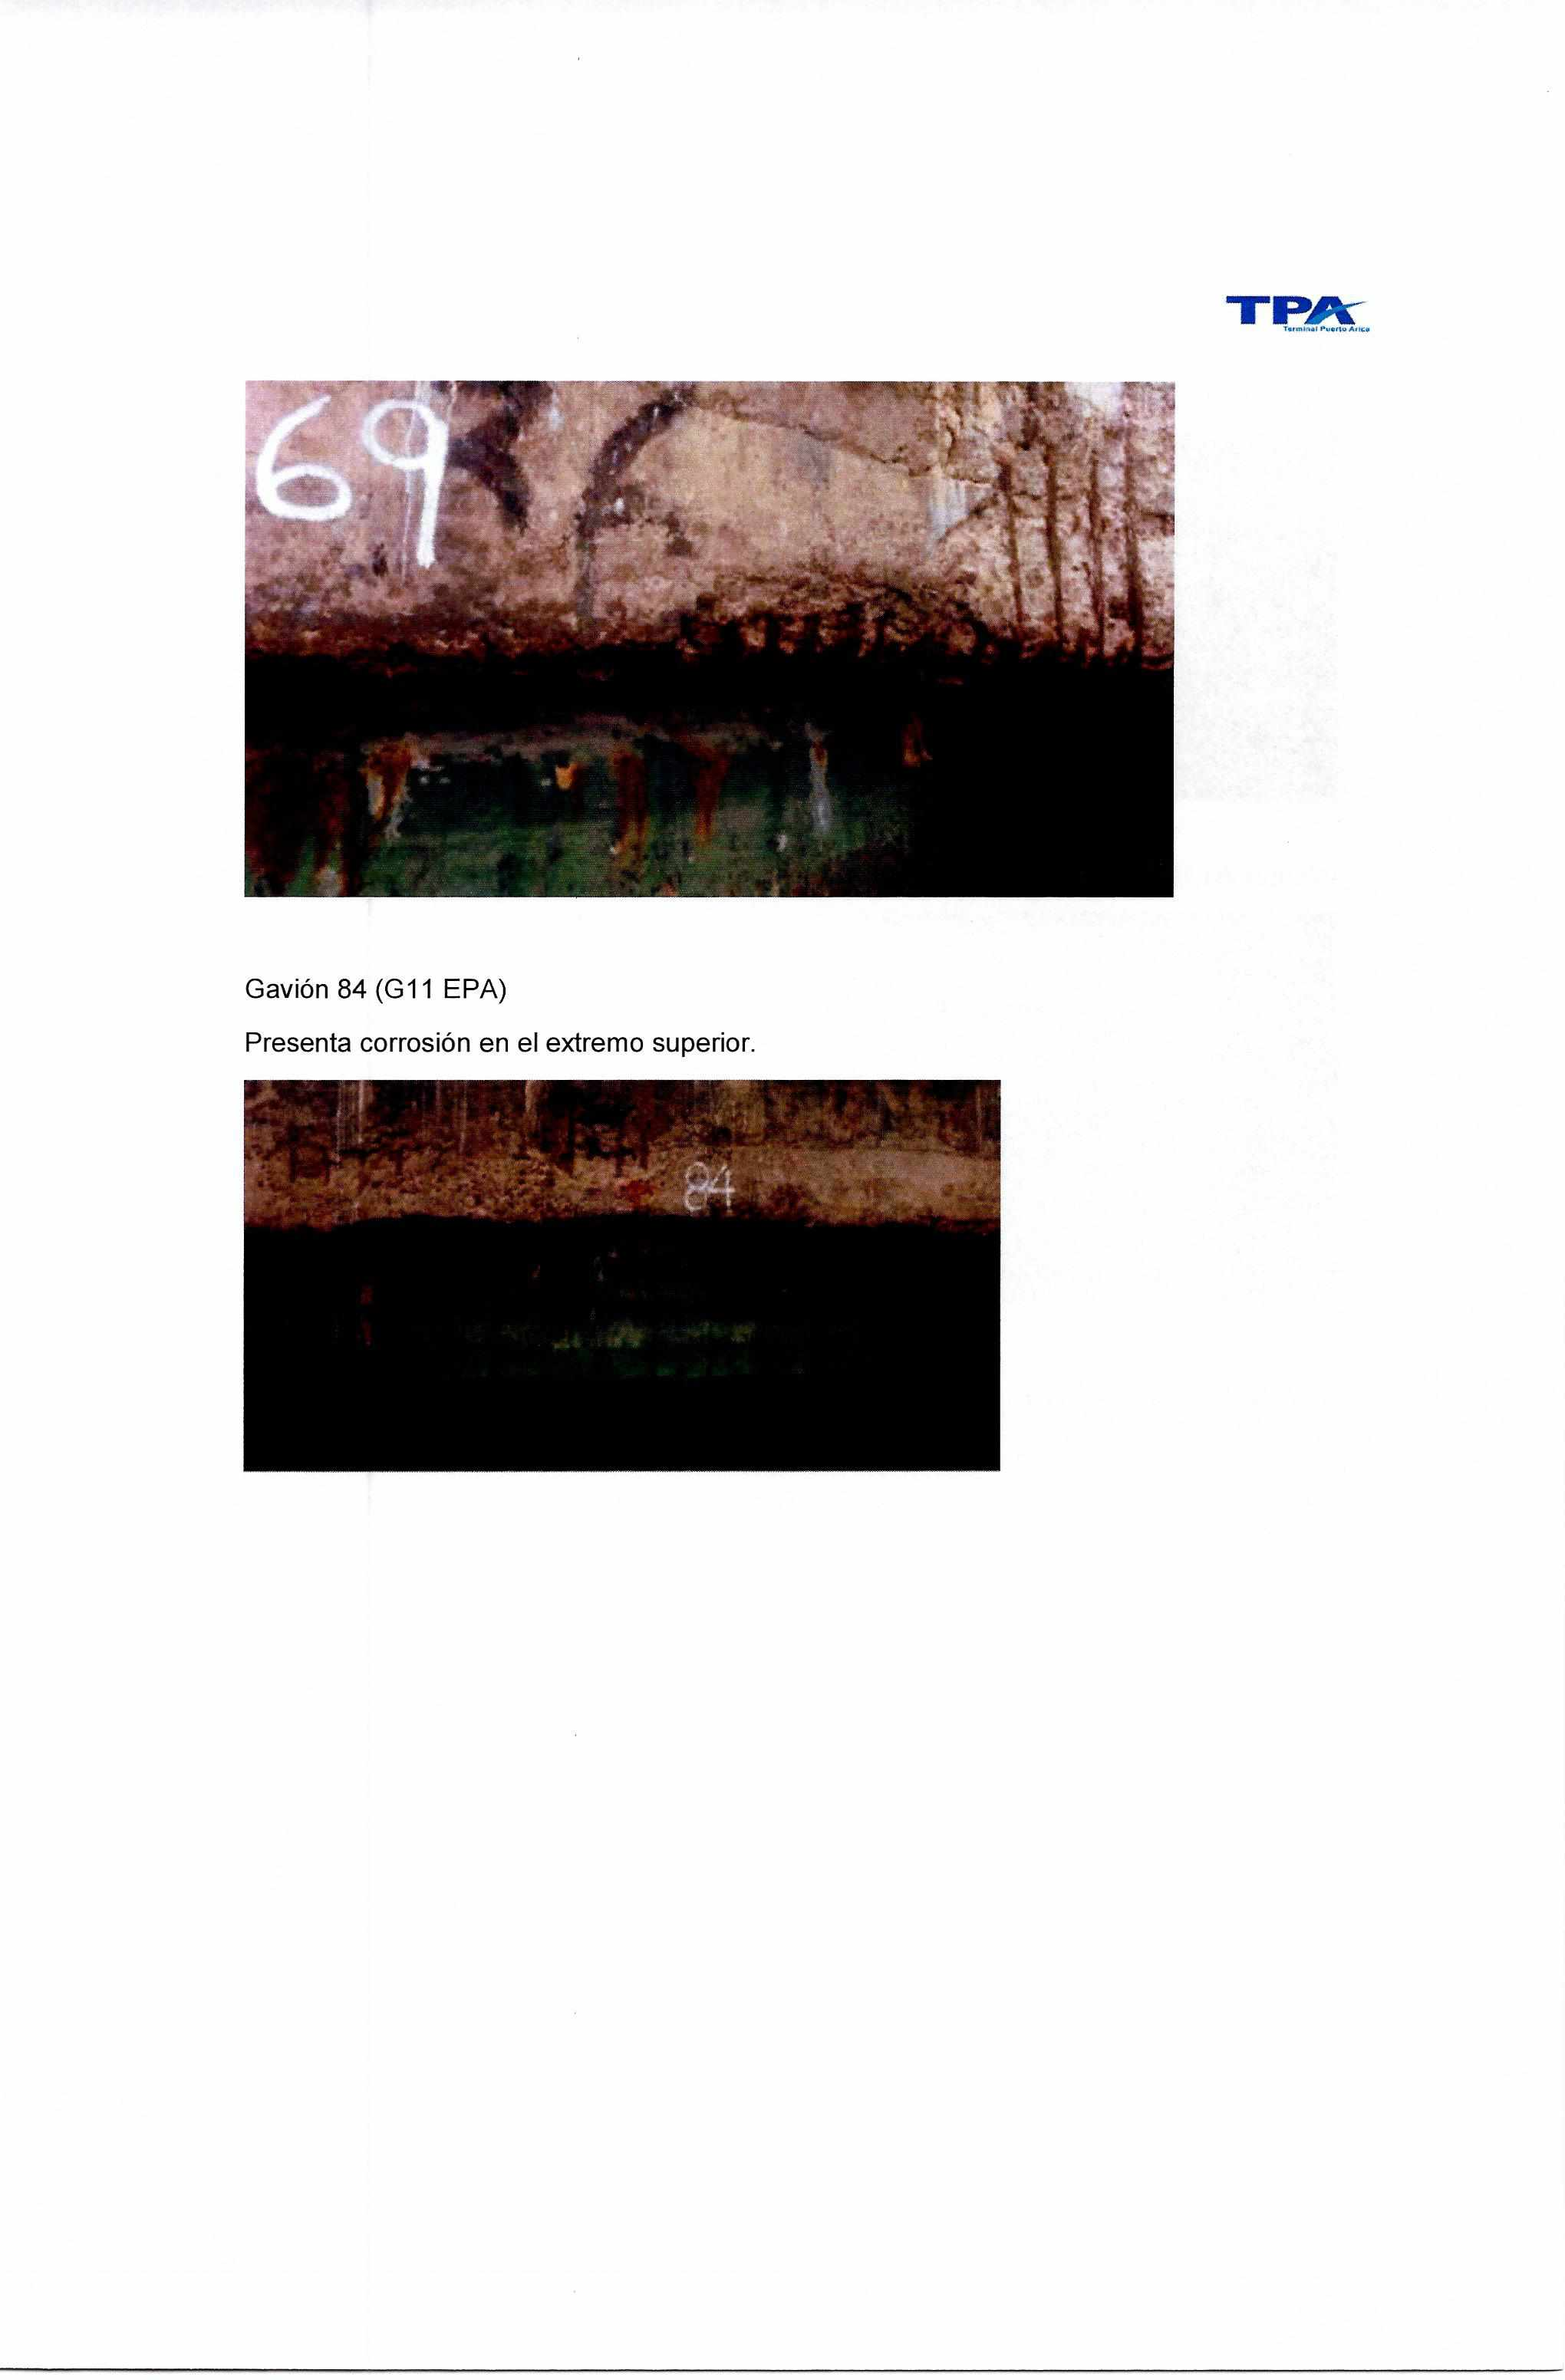 TPA
Terminal Puerto Arica
69
Gavión 84 (G11 EPA)
Presenta corrosión en el extremo superior.
84